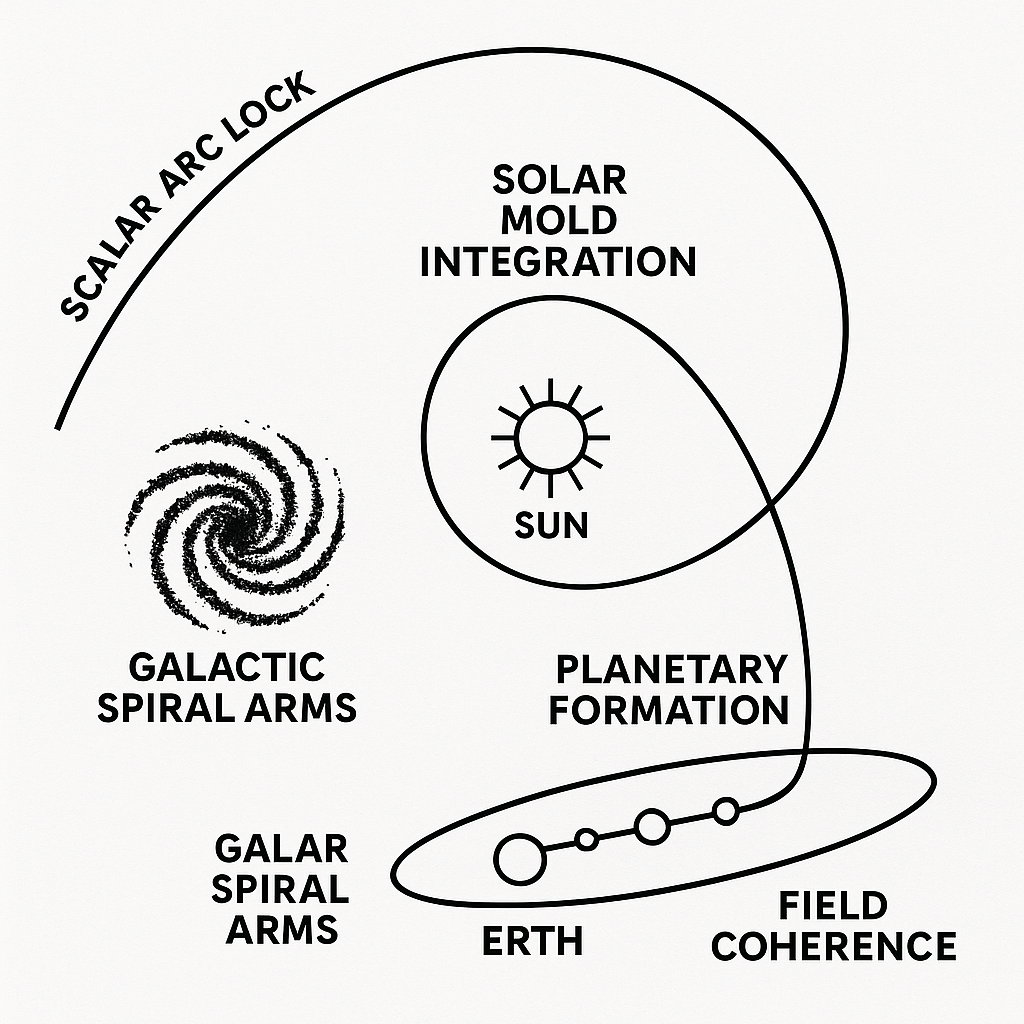 SCALAR ARC LOCK
SOLAR
MOLD
INTEGRATION
SUN
GALACTIC
SPIRAL ARMS
PLANETARY
FORMATION
GALAR
SPIRAL
ARMS
ERTH
FIELD
COHERENCE